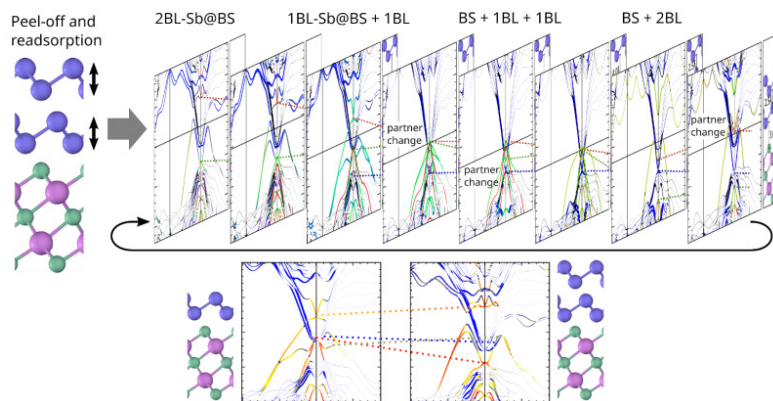 Peel-off and
readsorption
2BL-Sb@BS
1BL-Sb@BS + 1BL
BS + 1BL + 1BL
BS + 2BL
partner
change
partner
change
partner
change